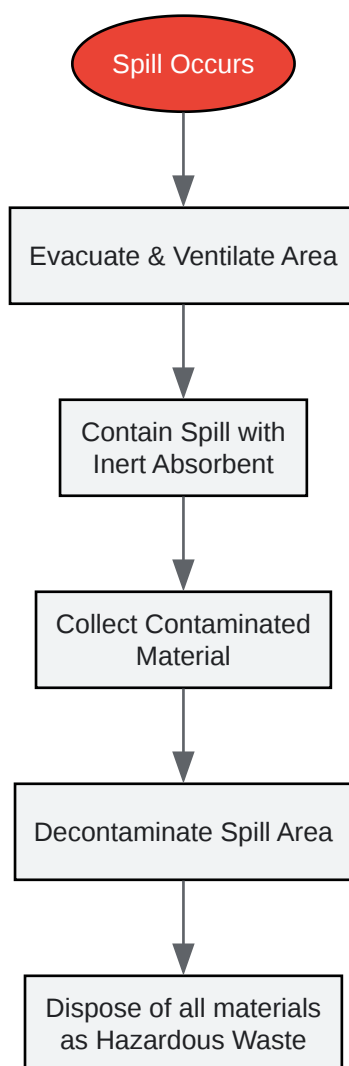 Spill Occurs
Evacuate & Ventilate Area
Contain Spill with
Inert Absorbent
Collect Contaminated
Material
Decontaminate Spill Area
Dispose of all materials
as Hazardous Waste